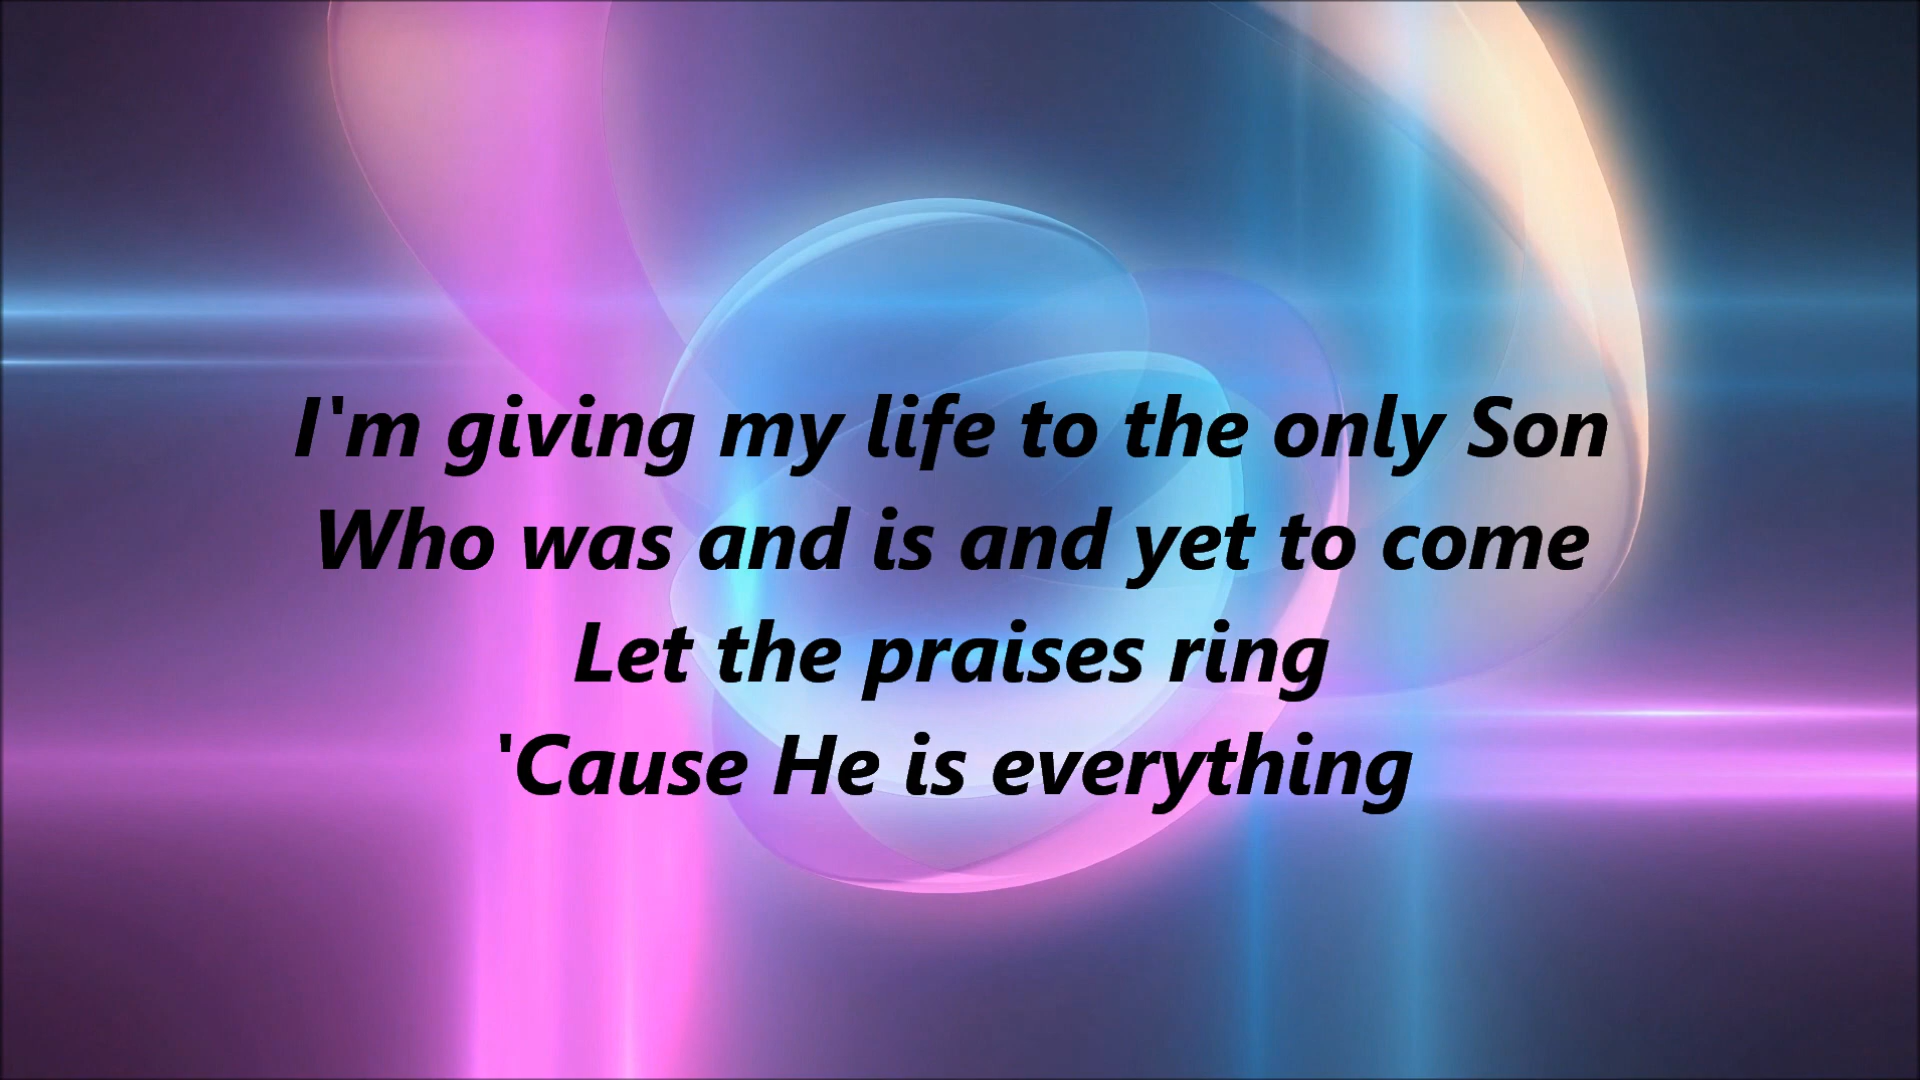 I'm giving my life to the only Son
Who was and is and yet to come
Let the praises ring
'Cause He is everything